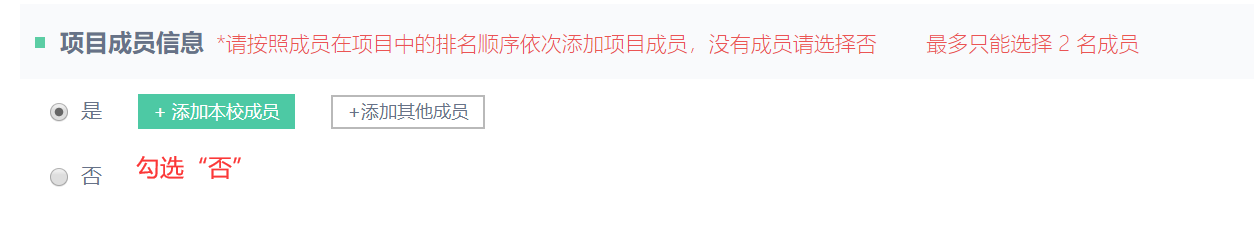 项目成员信息 *请按照成员在项目中的排名顺序依次添加项目成员，没有成员请选择否 最多只能选择 2 名成员
是 + 添加本校成员 +添加其他成员
否 勾选“否”